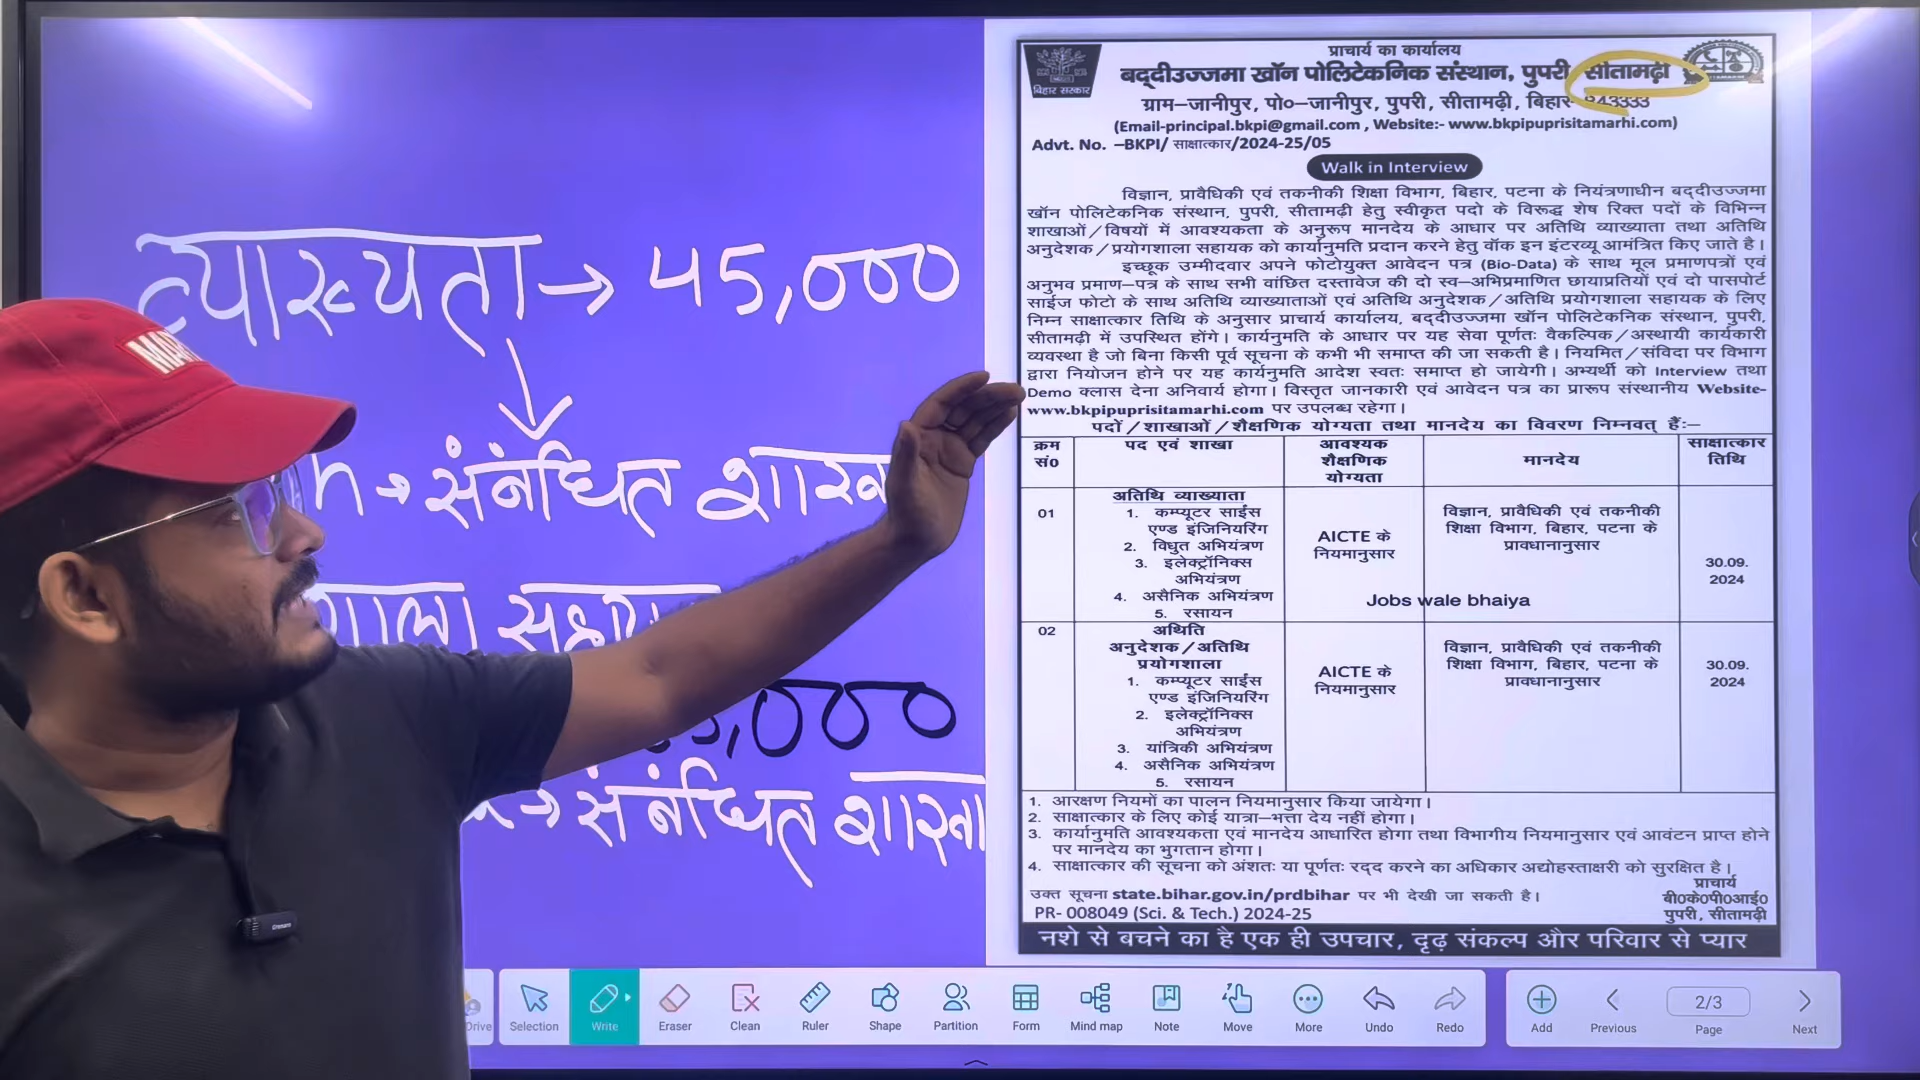 व्याख्यता → 45,000
→ संनंधित शारव
शाला सहाय
,000
→ संनंधित शारवा
बिहार सरकार
प्राचार्य का कार्यालय
बद्दीउज्जमा खॉन पोलिटेकनिक संस्थान, पुपरी, सीतामढ़ी
ग्राम–जानीपुर, पो०–जानीपुर, पुपरी, सीतामढ़ी, बिहार- 843333
(Email-principal.bkpi@gmail.com , Website:- www.bkpipuprisitamarhi.com)
Advt. No. –BKPI/ साक्षात्कार/2024-25/05
Walk in Interview
विज्ञान, प्रावैधिकी एवं तकनीकी शिक्षा विभाग, बिहार, पटना के नियंत्रणाधीन बद्दीउज्जमा
खॉन पोलिटेकनिक संस्थान, पुपरी, सीतामढ़ी हेतु स्वीकृत पदो के विरूद्ध शेष रिक्त पदों के विभिन्न
शाखाओं/विषयों में आवश्यकता के अनुरूप मानदेय के आधार पर अतिथि व्याख्याता तथा अतिथि
अनुदेशक/प्रयोगशाला सहायक को कार्यानुमति प्रदान करने हेतु वॉक इन इंटरव्यू आमंत्रित किए जाते है।
इच्छूक उम्मीदवार अपने फोटोयुक्त आवेदन पत्र (Bio-Data) के साथ मूल प्रमाणपत्रों एवं
अनुभव प्रमाण–पत्र के साथ सभी वांछित दस्तावेज की दो स्व–अभिप्रमाणित छायाप्रतियों एवं दो पासपोर्ट
साईज फोटो के साथ अतिथि व्याख्याताओं एवं अतिथि अनुदेशक/अतिथि प्रयोगशाला सहायक के लिए
निम्न साक्षात्कार तिथि के अनुसार प्राचार्य कार्यालय, बद्दीउज्जमा खॉन पोलिटेकनिक संस्थान, पुपरी,
सीतामढ़ी में उपस्थित होंगे। कार्यनुमति के आधार पर यह सेवा पूर्णतः वैकल्पिक/अस्थायी कार्यकारी
व्यवस्था है जो बिना किसी पूर्व सूचना के कभी भी समाप्त की जा सकती है। नियमित/संविदा पर विभाग
द्वारा नियोजन होने पर यह कार्यनुमति आदेश स्वतः समाप्त हो जायेगी। अभ्यर्थी को Interview तथा
Demo क्लास देना अनिवार्य होगा। विस्तृत जानकारी एवं आवेदन पत्र का प्रारूप संस्थानीय Website-
www.bkpipuprisitamarhi.com पर उपलब्ध रहेगा।
पदों/शाखाओं/शैक्षणिक योग्यता तथा मानदेय का विवरण निम्नवत् हैंः–
क्रम सं0 पद एवं शाखा आवश्यक शैक्षणिक योग्यता मानदेय साक्षात्कार तिथि
01
अतिथि व्याख्याता
1. कम्प्यूटर साईंस
एण्ड इंजिनियरिंग
2. विधुत अभियंत्रण
3. इलेक्ट्रॉनिक्स
अभियंत्रण
4. असैनिक अभियंत्रण
5. रसायन
AICTE के
नियमानुसार
विज्ञान, प्रावैधिकी एवं तकनीकी
शिक्षा विभाग, बिहार, पटना के
प्रावधानानुसार
30.09.
2024
Jobs wale bhaiya
02
अथिति
अनुदेशक/अतिथि
प्रयोगशाला
1. कम्प्यूटर साईंस
एण्ड इंजिनियरिंग
2. इलेक्ट्रॉनिक्स
अभियंत्रण
3. यांत्रिकी अभियंत्रण
4. असैनिक अभियंत्रण
5. रसायन
AICTE के
नियमानुसार
विज्ञान, प्रावैधिकी एवं तकनीकी
शिक्षा विभाग, बिहार, पटना के
प्रावधानानुसार
30.09.
2024
1. आरक्षण नियमों का पालन नियमानुसार किया जायेगा।
2. साक्षात्कार के लिए कोई यात्रा–भत्ता देय नहीं होगा।
3. कार्यानुमति आवश्यकता एवं मानदेय आधारित होगा तथा विभागीय नियमानुसार एवं आवंटन प्राप्त होने
पर मानदेय का भुगतान होगा।
4. साक्षात्कार की सूचना को अंशतः या पूर्णतः रद्द करने का अधिकार अद्योहस्ताक्षरी को सुरक्षित है।
प्राचार्य
उक्त सूचना state.bihar.gov.in/prdbihar पर भी देखी जा सकती है।
बी0के0पी0आई0
PR- 008049 (Sci. & Tech.) 2024-25
पुपरी, सीतामढ़ी
नशे से बचने का है एक ही उपचार, दृढ़ संकल्प और परिवार से प्यार
Drive Selection Write Eraser Clean Ruler Shape Partition Form Mind map Note Move More Undo Redo
Add Previous 2/3 Page Next